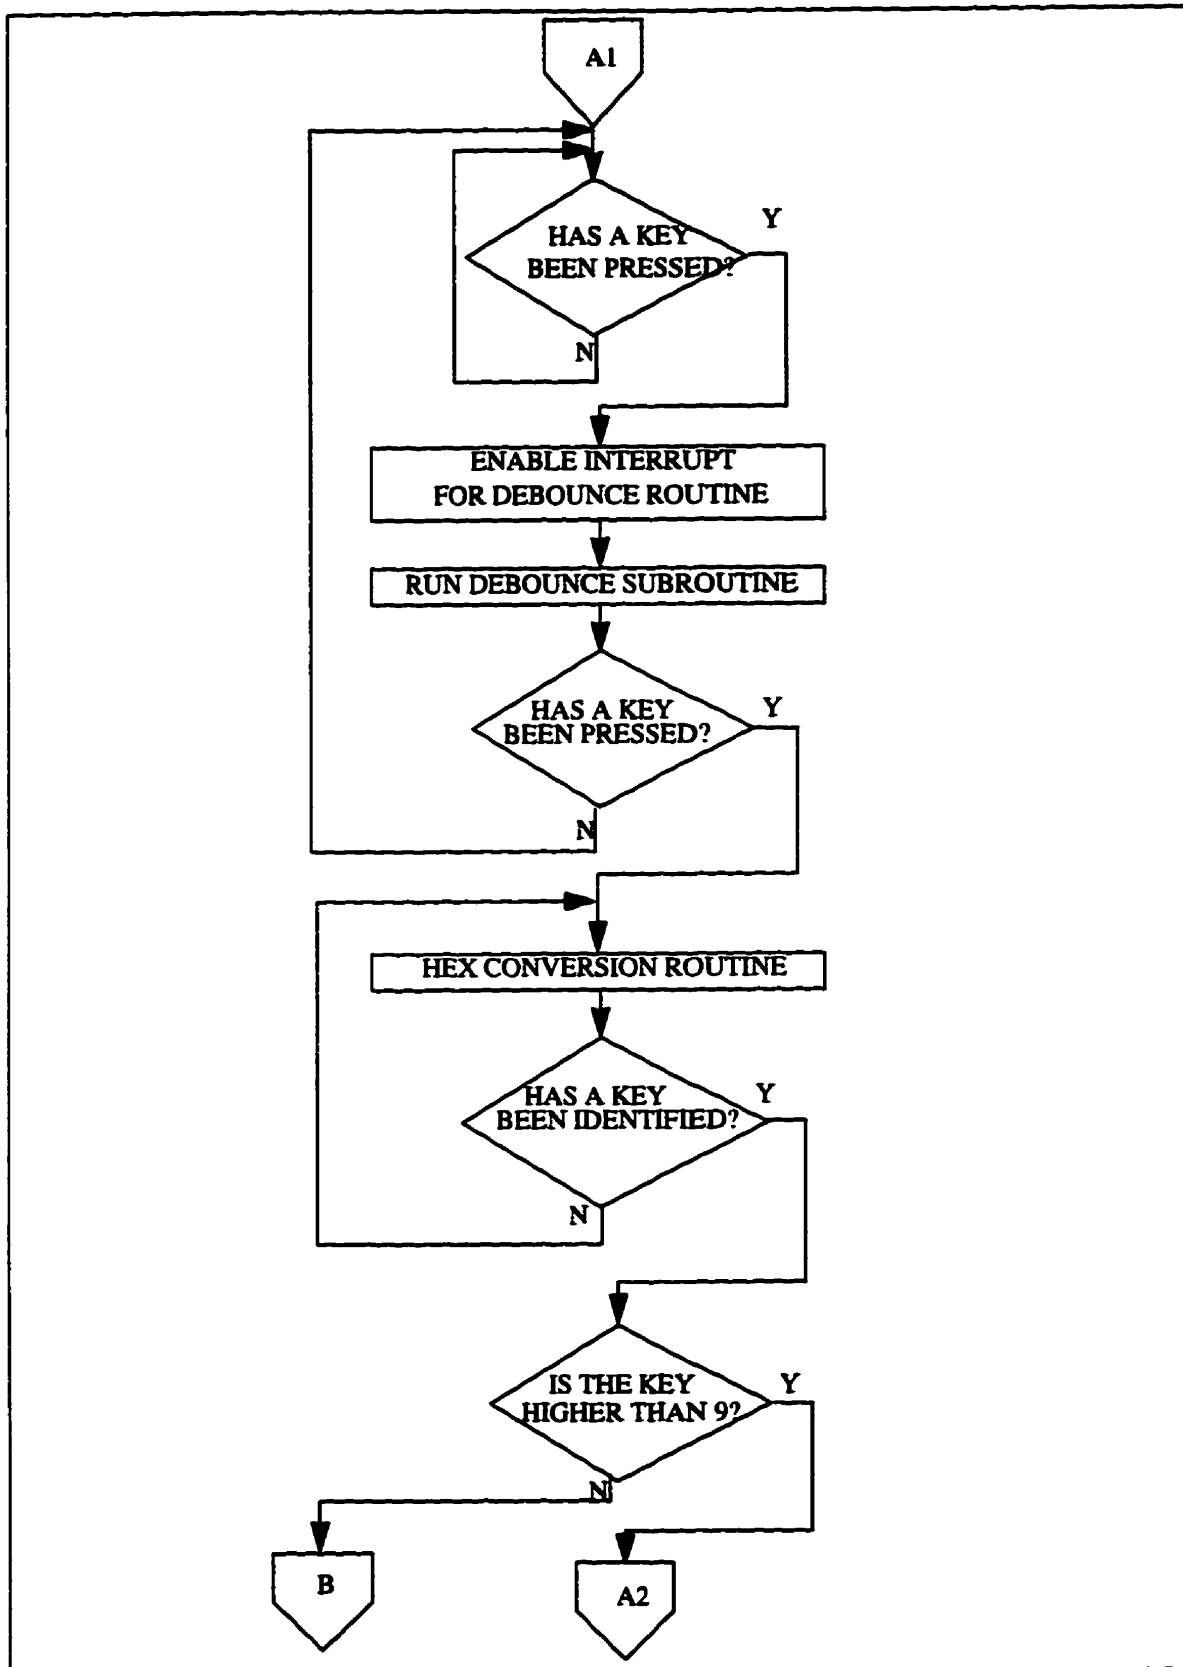 A1
HAS A KEY
BEEN PRESSED?
Y
N
ENABLE INTERRUPT
FOR DEBOUNCE ROUTINE
RUN DEBOUNCE SUBROUTINE
HAS A KEY
BEEN PRESSED?
Y
N
HEX CONVERSION ROUTINE
HAS A KEY
BEEN IDENTIFIED?
Y
N
IS THE KEY
HIGHER THAN 9?
Y
N
B
A2